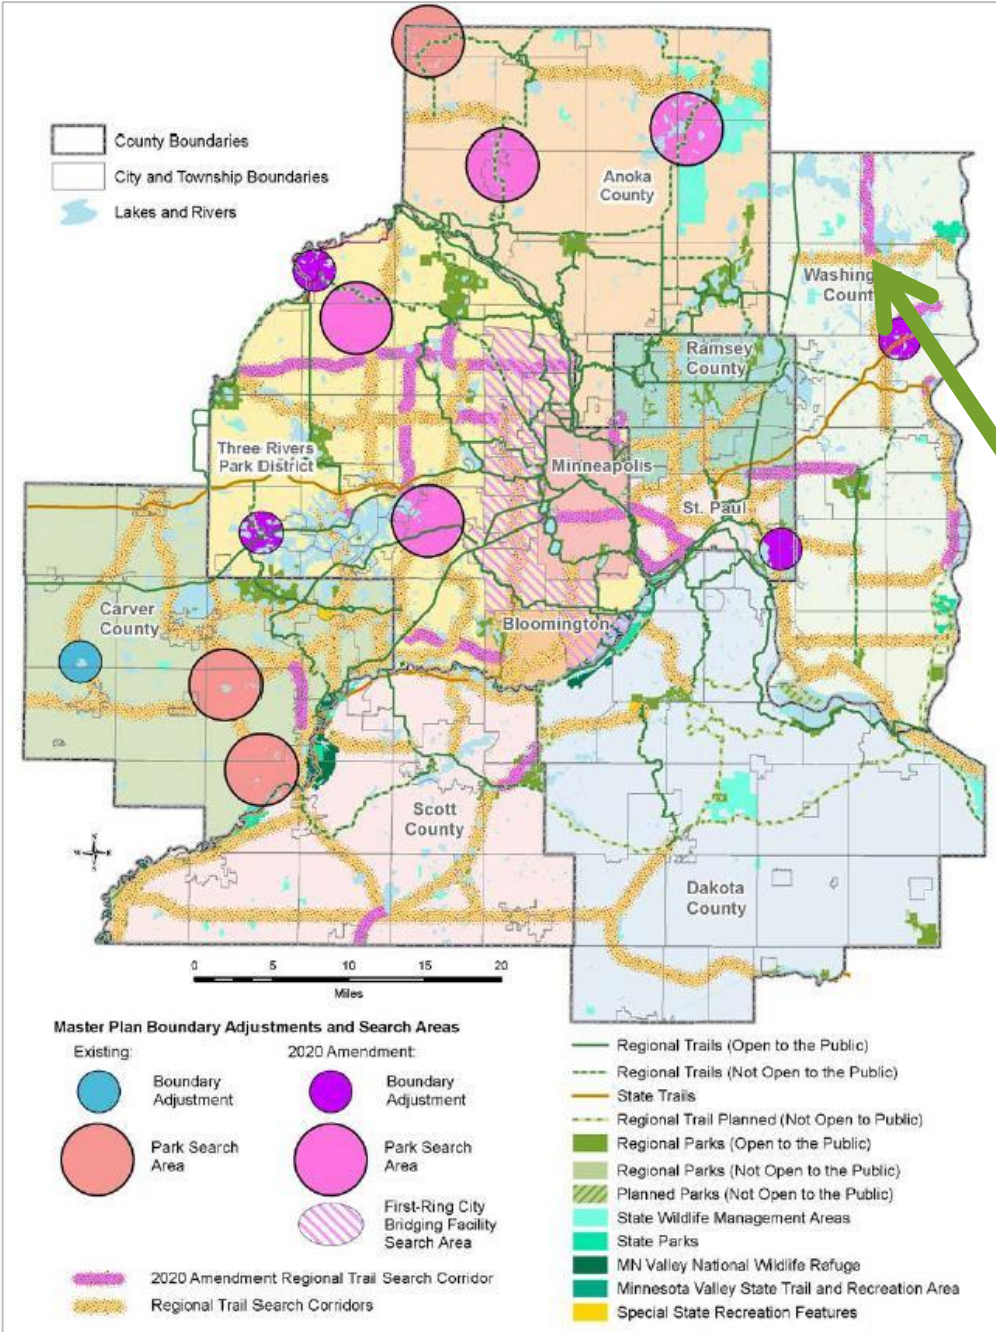 County Boundaries
City and Township Boundaries
Lakes and Rivers
Anoka
County
Washing
Count
Ramsey
County
Three Rivers
Park District
Minneapolis
St. Paul
Carver
County
Bloomington
Scott
County
Dakota
County
N
W E
S
0 5 10 15 20
Miles
Master Plan Boundary Adjustments and Search Areas
Existing:
Boundary
Adjustment
Park Search
Area
2020 Amendment:
Boundary
Adjustment
Park Search
Area
First-Ring City
Bridging Facility
Search Area
2020 Amendment Regional Trail Search Corridor
Regional Trail Search Corridors
Regional Trails (Open to the Public)
Regional Trails (Not Open to the Public)
State Trails
Regional Trail Planned (Not Open to Public)
Regional Parks (Open to the Public)
Regional Parks (Not Open to the Public)
Planned Parks (Not Open to the Public)
State Wildlife Management Areas
State Parks
MN Valley National Wildlife Refuge
Minnesota Valley State Trail and Recreation Area
Special State Recreation Features